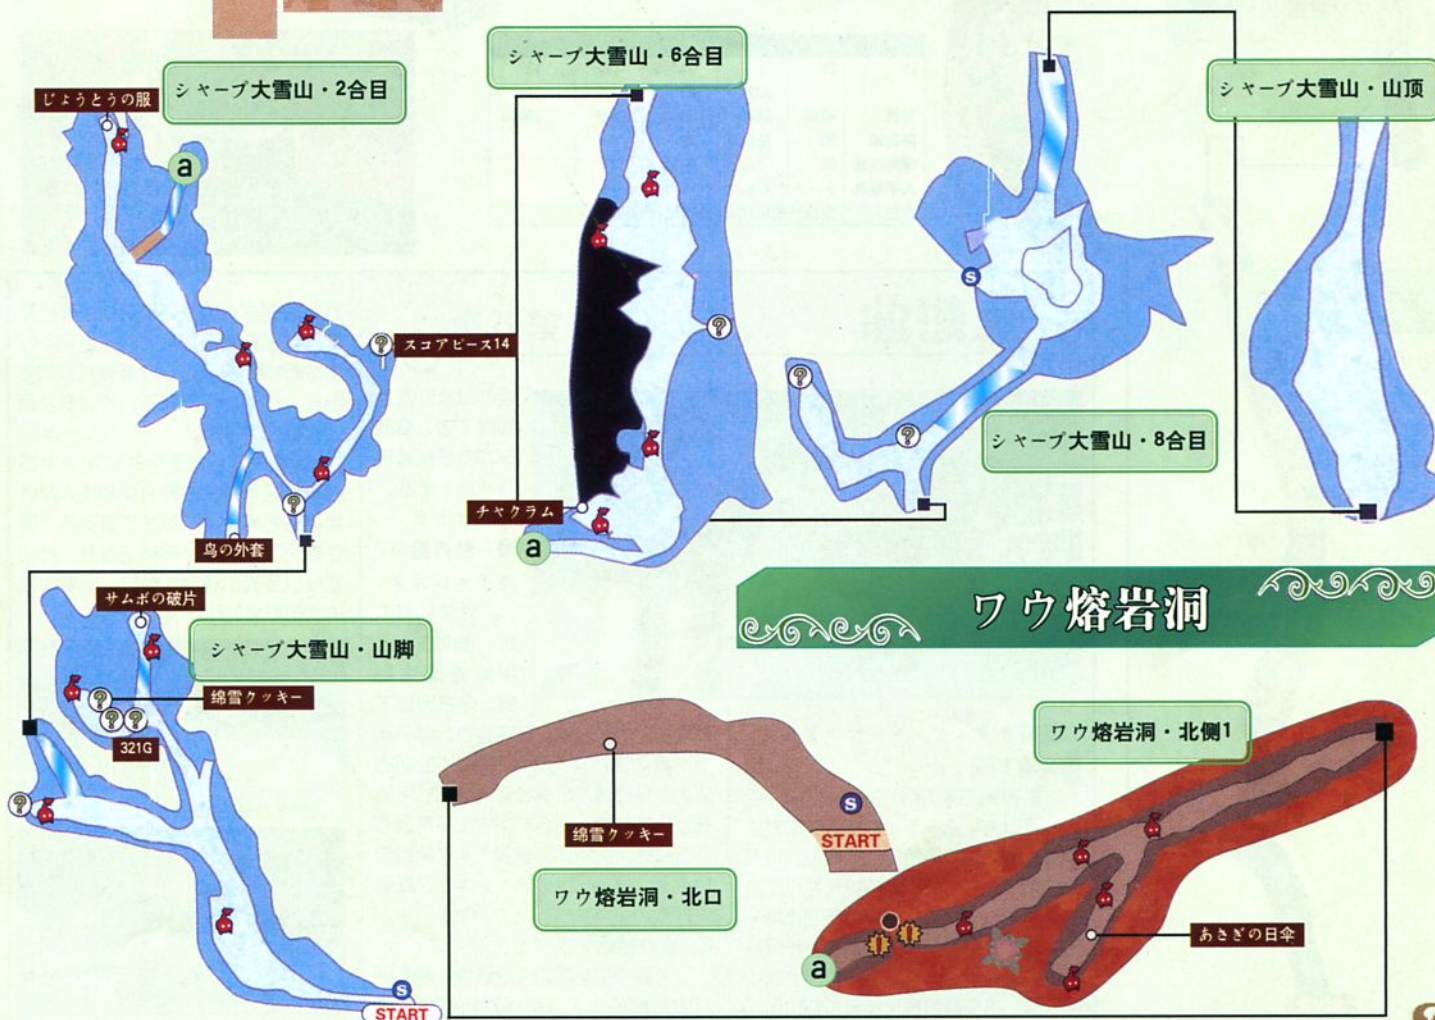 シャープ大雪山・2合目
じょうとうの服
a
スコアピース14
鸟の外套
シャープ大雪山・6合目
チャクラム
a
シャープ大雪山・8合目
S
シャープ大雪山・山顶
サムボの破片
シャープ大雪山・山脚
綿雪クッキー
321G
S
START
ワウ熔岩洞
綿雪クッキー
S
START
ワウ熔岩洞・北口
ワウ熔岩洞・北側1
あさぎの日伞
a